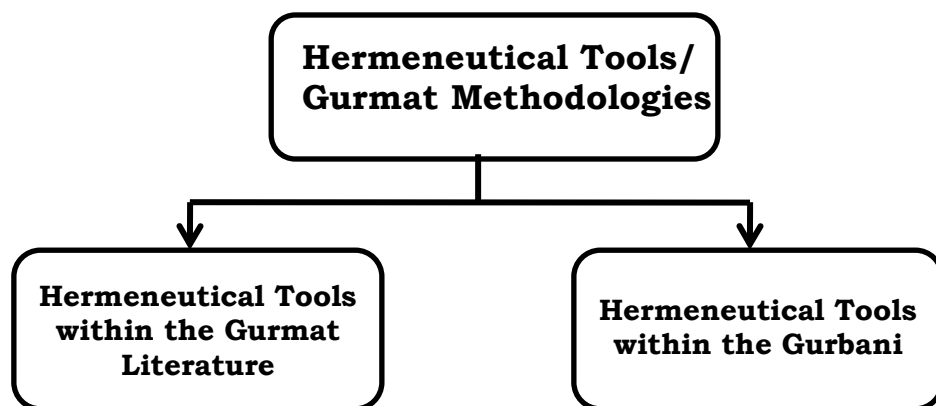 Hermeneutical Tools/
Gurmat Methodologies
Hermeneutical Tools
within the Gurmat
Literature
Hermeneutical Tools
within the Gurbani